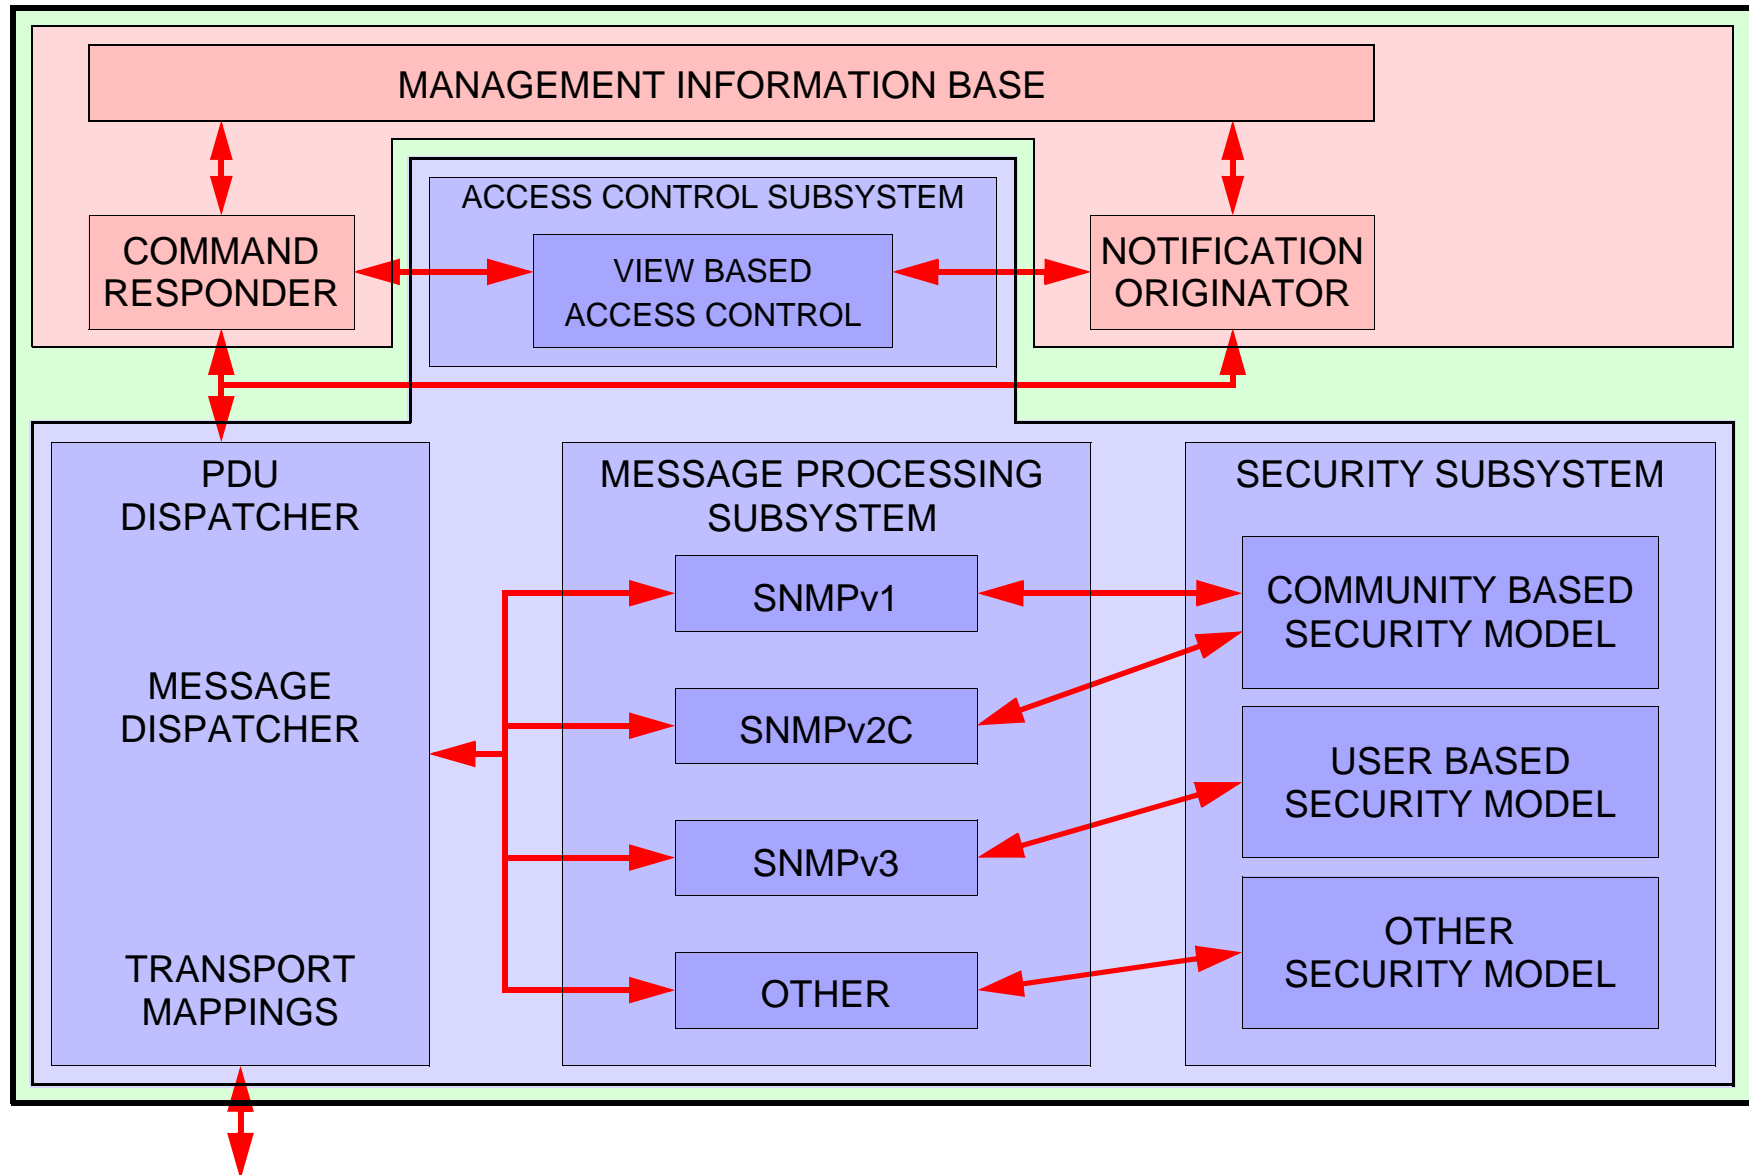 MANAGEMENT INFORMATION BASE
ACCESS CONTROL SUBSYSTEM
COMMAND
RESPONDER
VIEW BASED
ACCESS CONTROL
NOTIFICATION
ORIGINATOR
PDU
DISPATCHER
MESSAGE
DISPATCHER
TRANSPORT
MAPPINGS
MESSAGE PROCESSING
SUBSYSTEM
SNMPv1
SNMPv2C
SNMPv3
OTHER
SECURITY SUBSYSTEM
COMMUNITY BASED
SECURITY MODEL
USER BASED
SECURITY MODEL
OTHER
SECURITY MODEL